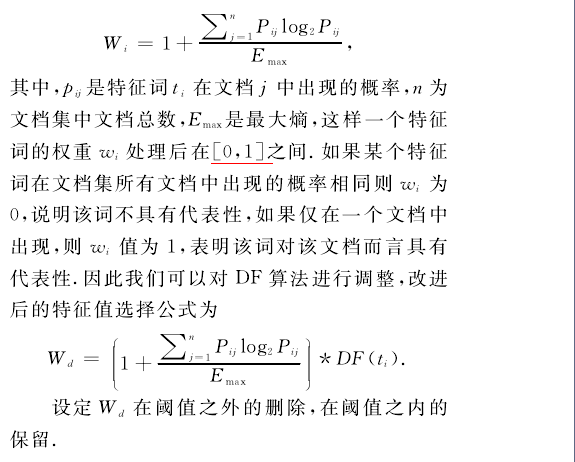 W_i = 1 + \frac{\sum_{j=1}^{n} P_{ij} \log_2 P_{ij}}{E_{max}},
其中,p_{ij}是特征词t_i 在文档j 中出现的概率,n 为
文档集中文档总数,E_{max}是最大熵,这样一个特征
词的权重 w_i 处理后在[0,1]之间. 如果某个特征
词在文档集所有文档中出现的概率相同则 w_i 为
0,说明该词不具有代表性,如果仅在一个文档中
出现,则 w_i 值为 1,表明该词对该文档而言具有
代表性. 因此我们可以对 DF 算法进行调整,改进
后的特征值选择公式为
W_d = \left(1 + \frac{\sum_{j=1}^{n} P_{ij} \log_2 P_{ij}}{E_{max}}\right) * DF(t_i).
设定 W_d 在阈值之外的删除,在阈值之内的
保留.